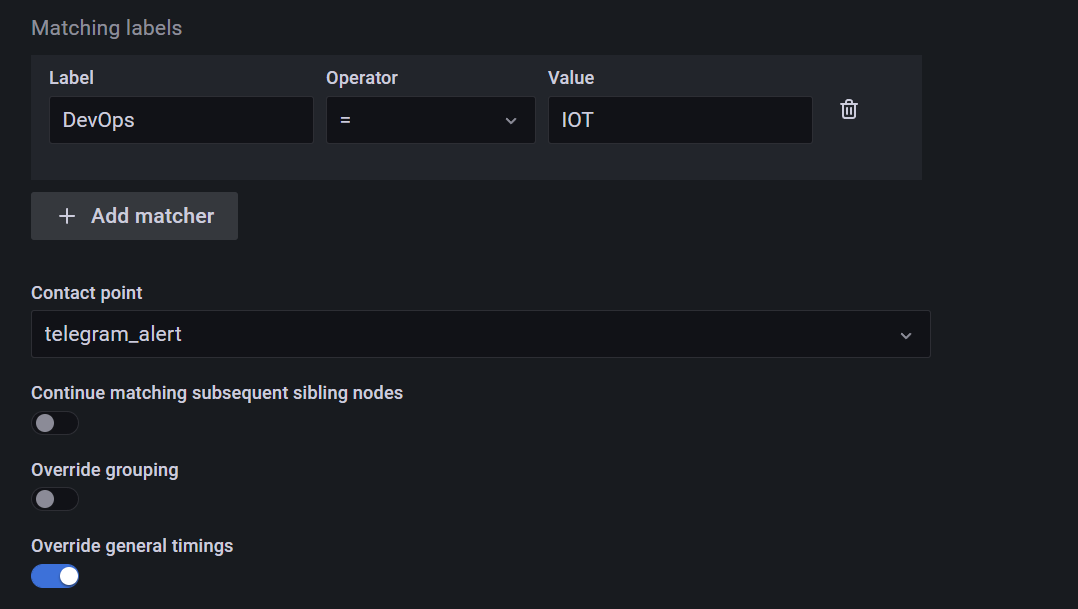 Matching labels
Label Operator Value
DevOps = IOT
+ Add matcher
Contact point
telegram_alert
Continue matching subsequent sibling nodes
Override grouping
Override general timings